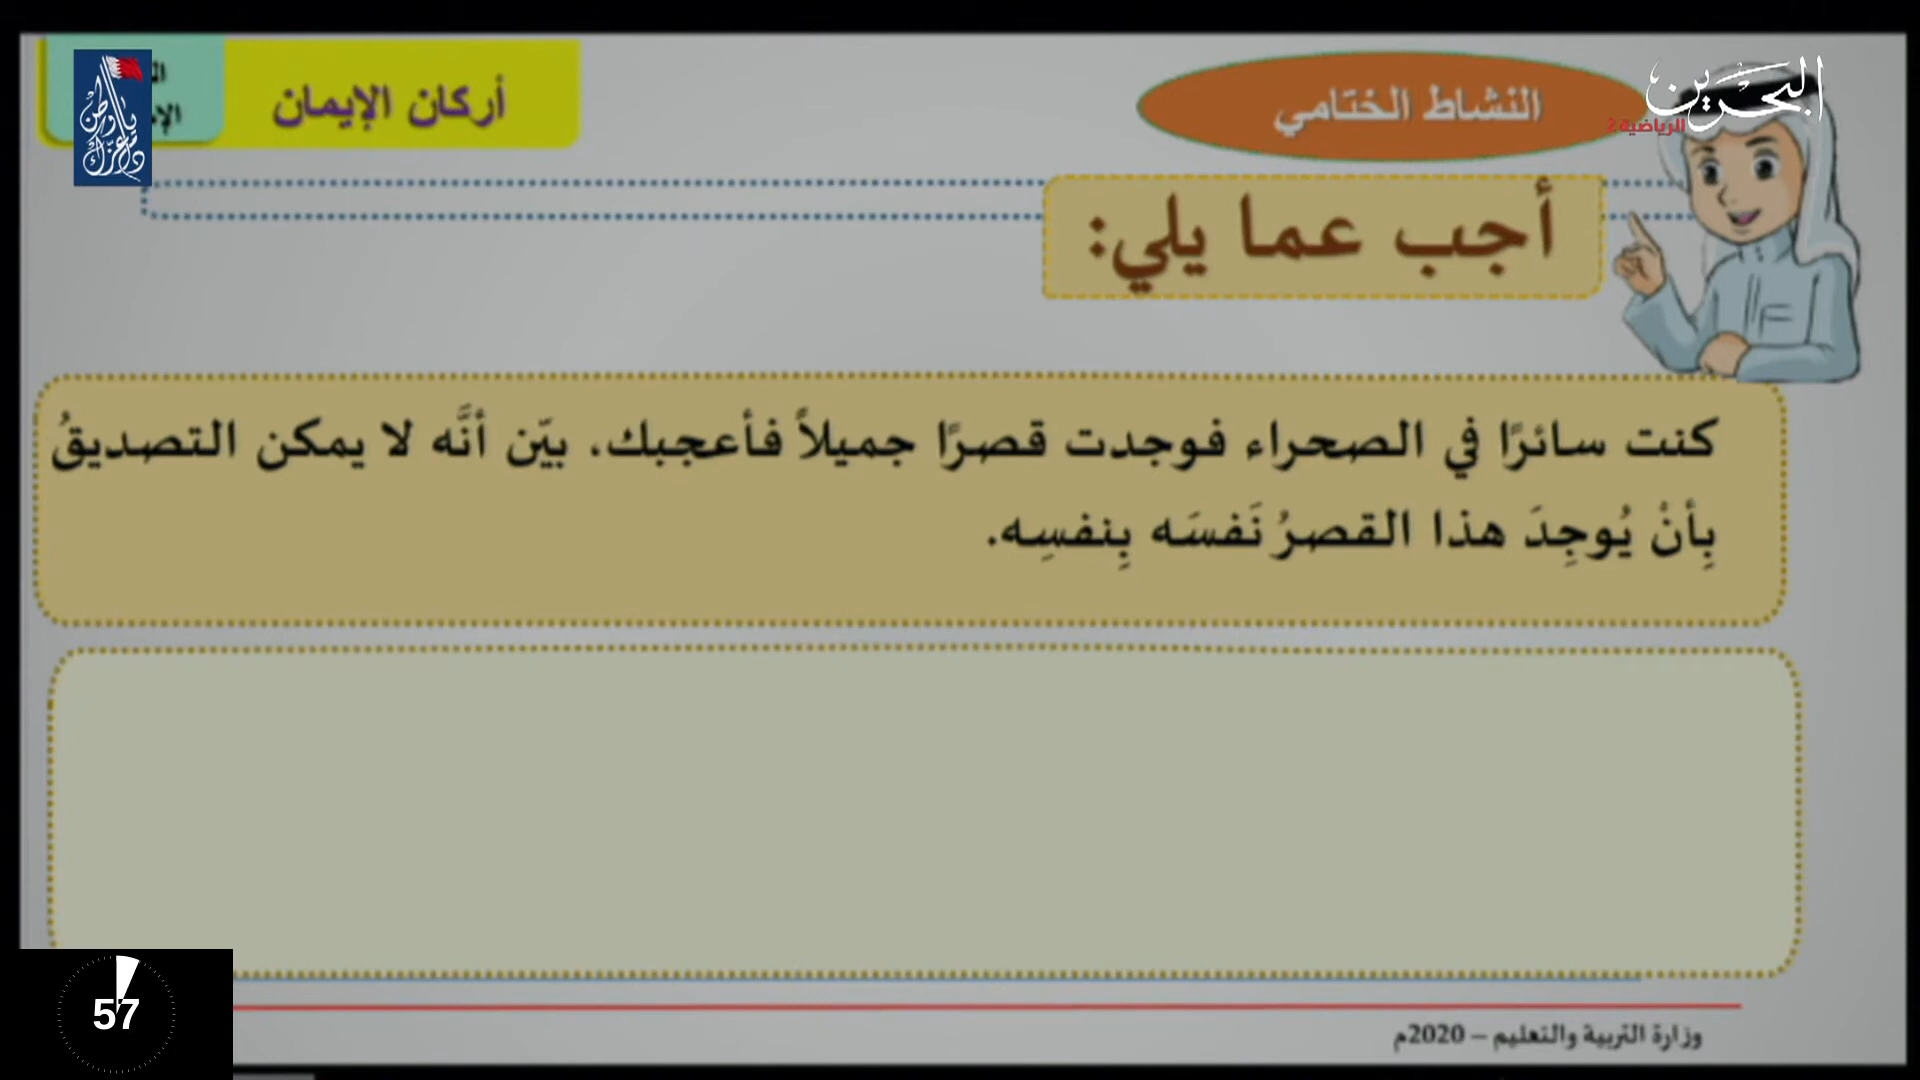 النشاط الختامي
البحرين
الرياضية2
أركان الإيمان
أجب عما يلي:
كنت سائرًا في الصحراء فوجدت قصرًا جميلاً فأعجبك. بيّن أنَّه لا يمكن التصديقُ
بِأنْ يُوجِدَ هذا القصرُ نَفسَه بِنفسِه.
57
وزارة التربية والتعليم – 2020م